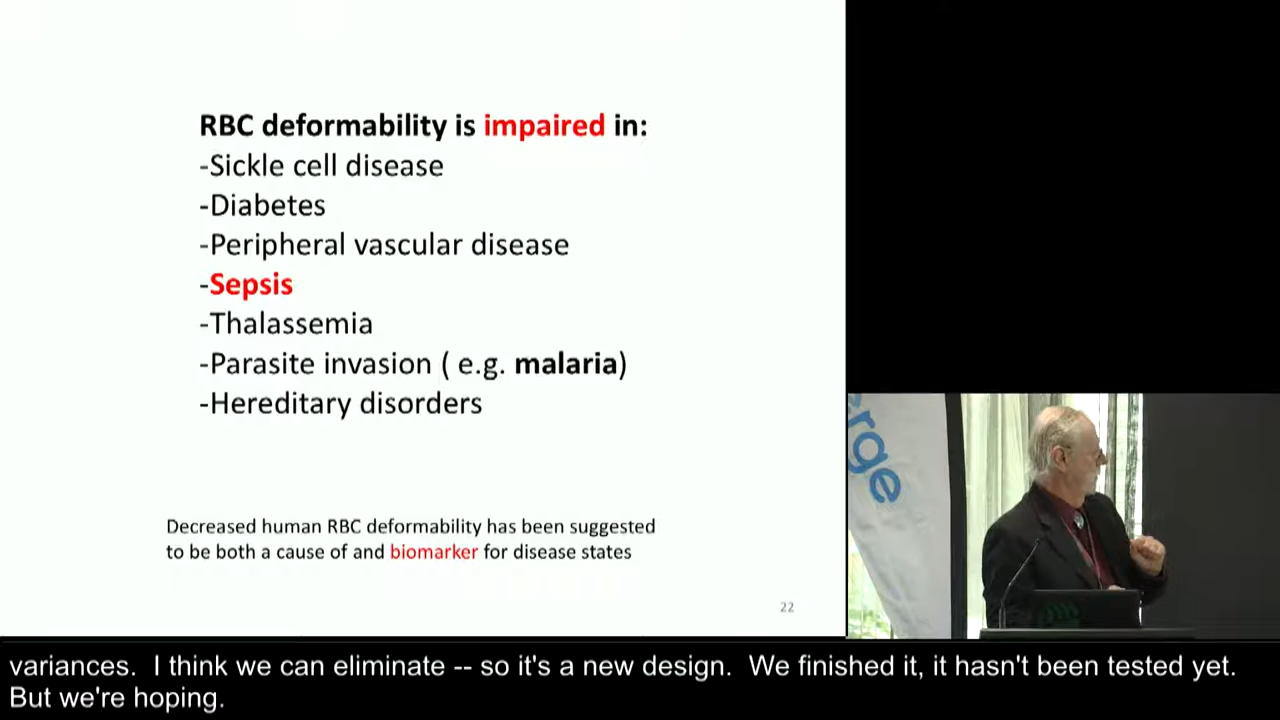 RBC deformability is impaired in:
-Sickle cell disease
-Diabetes
-Peripheral vascular disease
-Sepsis
-Thalassemia
-Parasite invasion ( e.g. malaria)
-Hereditary disorders
Decreased human RBC deformability has been suggested
to be both a cause of and biomarker for disease states
22
erge
variances.  I think we can eliminate -- so it's a new design.  We finished it, it hasn't been tested yet.
But we're hoping.